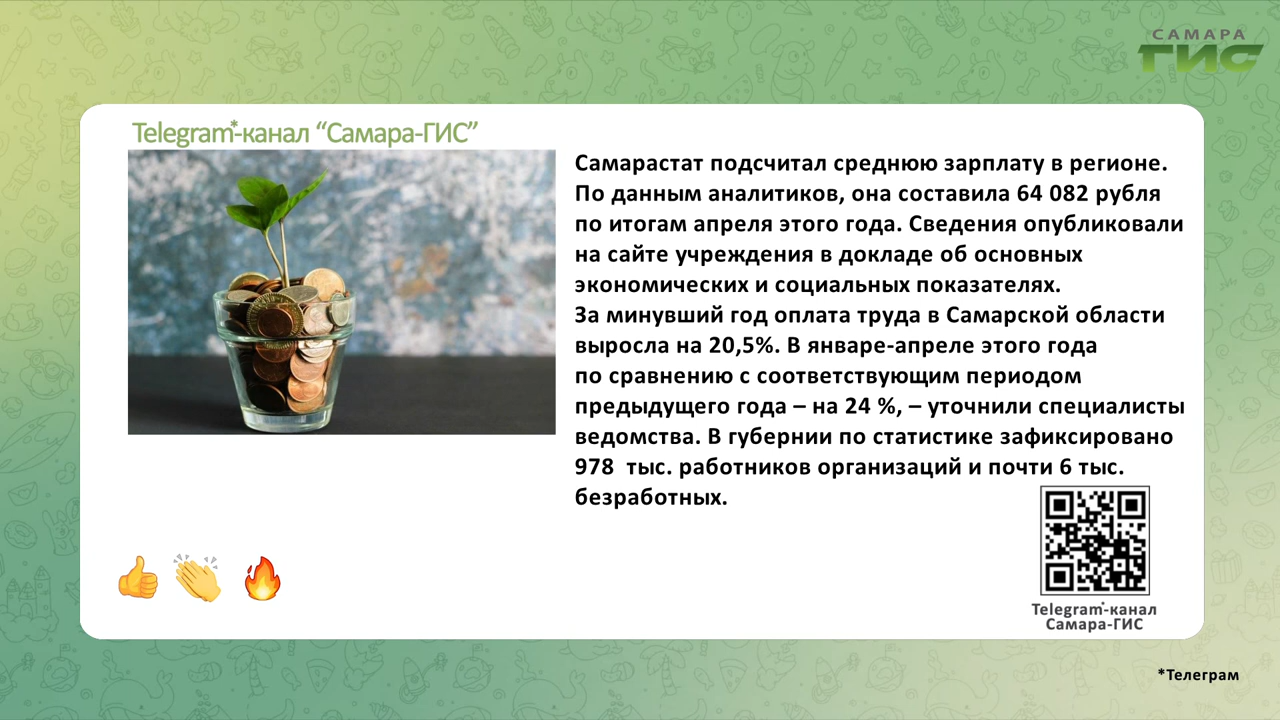 САМАРА
ГИС
Telegram*-канал “Самара-ГИС”
Самарастат подсчитал среднюю зарплату в регионе.
По данным аналитиков, она составила 64 082 рубля
по итогам апреля этого года. Сведения опубликовали
на сайте учреждения в докладе об основных
экономических и социальных показателях.
За минувший год оплата труда в Самарской области
выросла на 20,5%. В январе-апреле этого года
по сравнению с соответствующим периодом
предыдущего года – на 24 %, – уточнили специалисты
ведомства. В губернии по статистике зафиксировано
978  тыс. работников организаций и почти 6 тыс.
безработных.
Telegram*-канал
Самара-ГИС
*Телеграм